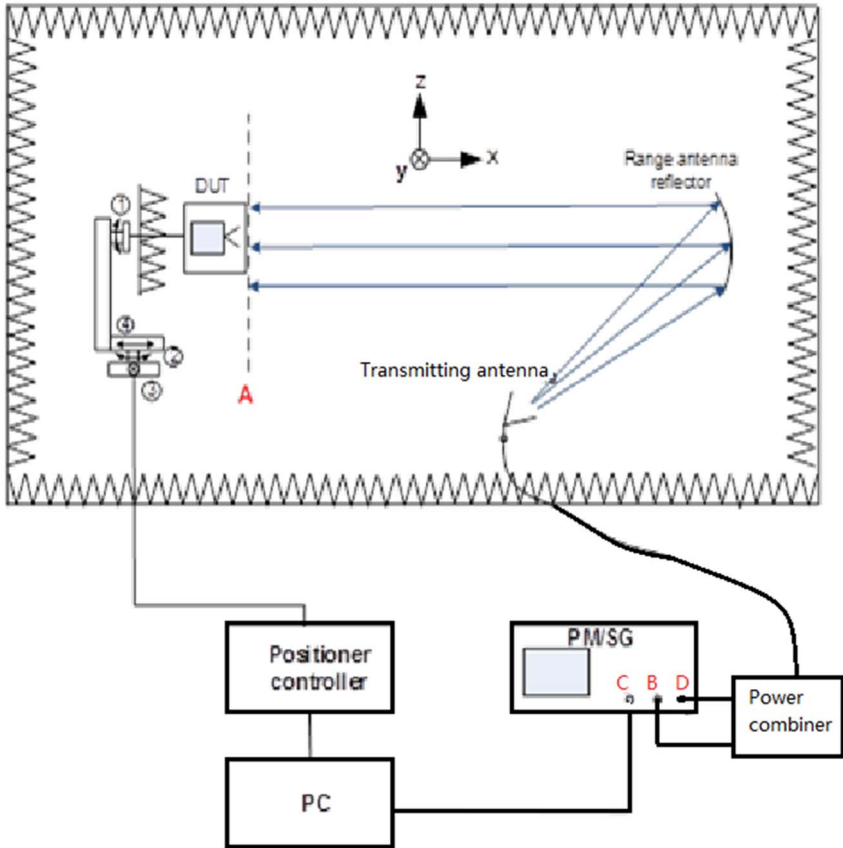 z
x
y
Range antenna
reflector
DUT
①
④
②
③
A
Transmitting antenna
PM/SG
C B D
Positioner
controller
Power
combiner
PC